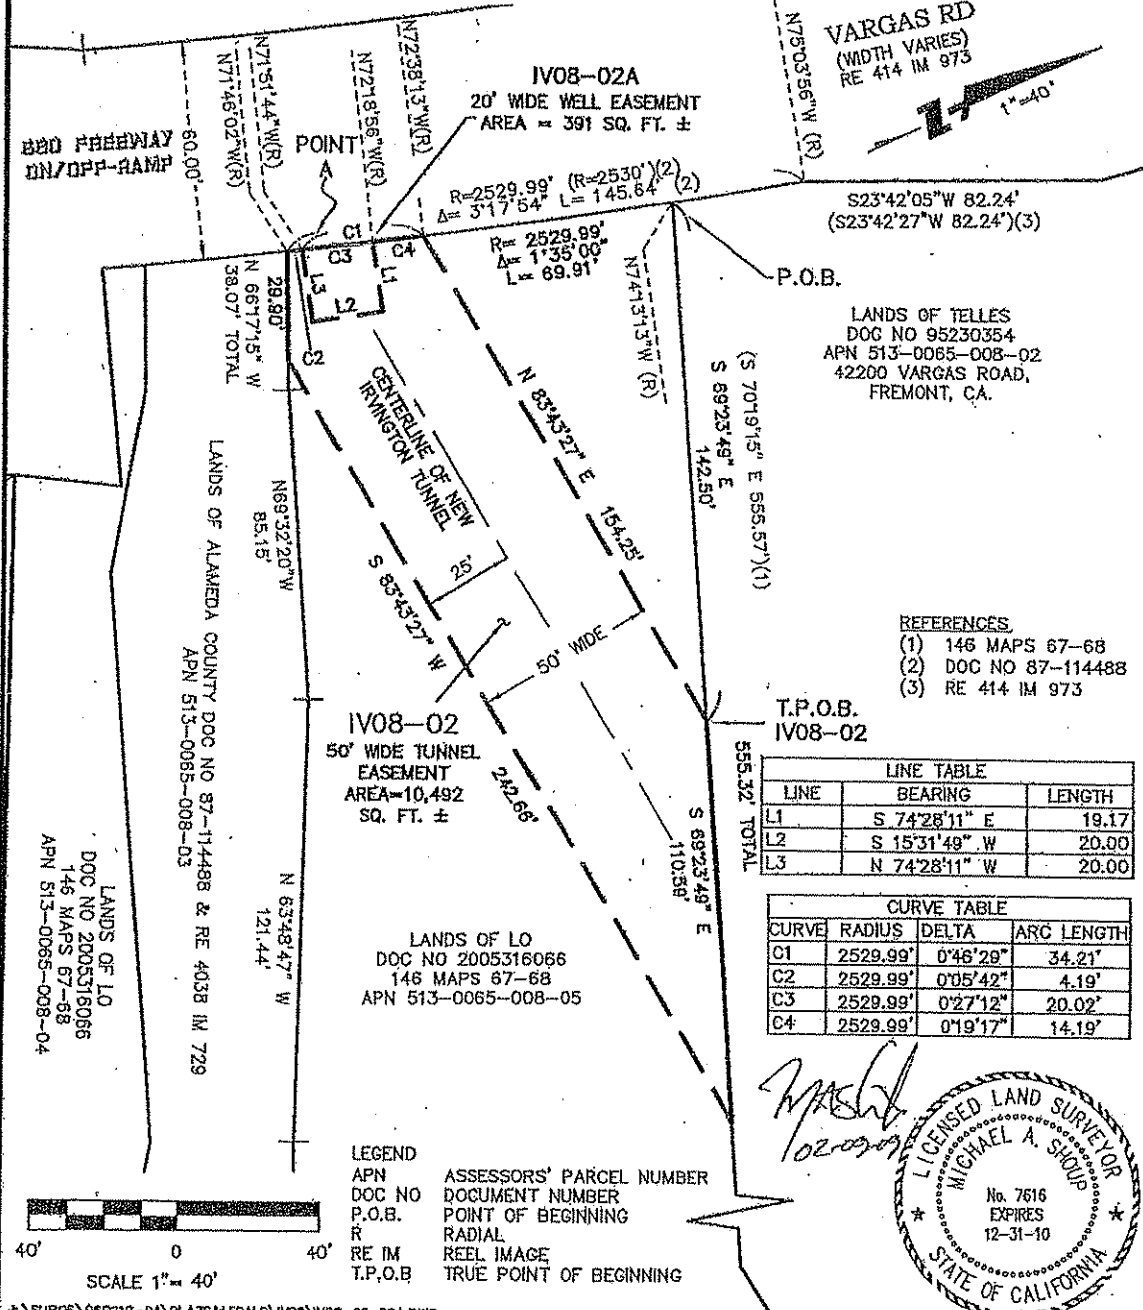 VARGAS RD
(WIDTH VARIES)
RE 414 IM 973
1"=40'
N75°03'56"W (R)
N72°38'13"W(R)
N72°18'56"W(R)
N71°51'44"W(R)
N71°46'02"W(R)
60.00'
ON/OFF-RAMP
POINT
A
IV08-02A
20' WIDE WELL EASEMENT
AREA = 391 SQ. FT. ±
R=2529.99' (R=2530')(2)
Δ= 3°17'54" L= 145.64' (2)
S23°42'05"W 82.24'
(S23°42'27"W 82.24')(3)
C1
C3
C4
R= 2529.99'
Δ= 1°35'00"
L= 69.91'
P.O.B.
L3
L1
L2
C2
29.90'
N 66°17'15" W
38.07' TOTAL
N74°13'13"W (R)
LANDS OF TELLES
DOC NO 95230354
APN 513-0065-008-02
42200 VARGAS ROAD,
FREMONT, CA.
CENTERLINE OF NEW
IRVINGTON TUNNEL
N 83°43'27" E
154.25'
(S 70°19'15" E 555.57')(1)
S 69°23'49" E
142.50'
N69°32'20"W
85.15'
25'
S 83°43'27" W
50' WIDE
242.66'
REFERENCES
(1) 146 MAPS 67-68
(2) DOC NO 87-114488
(3) RE 414 IM 973
IV08-02
50' WIDE TUNNEL
EASEMENT
AREA=10,492
SQ. FT. ±
T.P.O.B.
IV08-02
555.32' TOTAL
S 69°23'49" E
110.58'
LANDS OF ALAMEDA COUNTY DOC NO 87-114488 & RE 4038 IM 729
APN 513-0065-008-03
N 63°48'47" W
121.44'
LANDS OF LO
DOC NO 2005316066
146 MAPS 67-68
APN 513-0065-008-04
LANDS OF LO
DOC NO 2005316066
146 MAPS 67-68
APN 513-0065-008-05
LINE TABLE
LINE BEARING LENGTH
L1 S 74°28'11" E 19.17
L2 S 15°31'49" W 20.00
L3 N 74°28'11" W 20.00
CURVE TABLE
CURVE RADIUS DELTA ARC LENGTH
C1 2529.99' 0°46'29" 34.21'
C2 2529.99' 0°05'42" 4.19'
C3 2529.99' 0°27'12" 20.02'
C4 2529.99' 0°19'17" 14.19'
02-09-09
LICENSED LAND SURVEYOR
MICHAEL A. SHOUP
No. 7616
EXPIRES
12-31-10
STATE OF CALIFORNIA
LEGEND
APN ASSESSORS' PARCEL NUMBER
DOC NO DOCUMENT NUMBER
P.O.B. POINT OF BEGINNING
R RADIAL
RE IM REEL IMAGE
T.P.O.B TRUE POINT OF BEGINNING
40' 0 40'
SCALE 1"= 40'